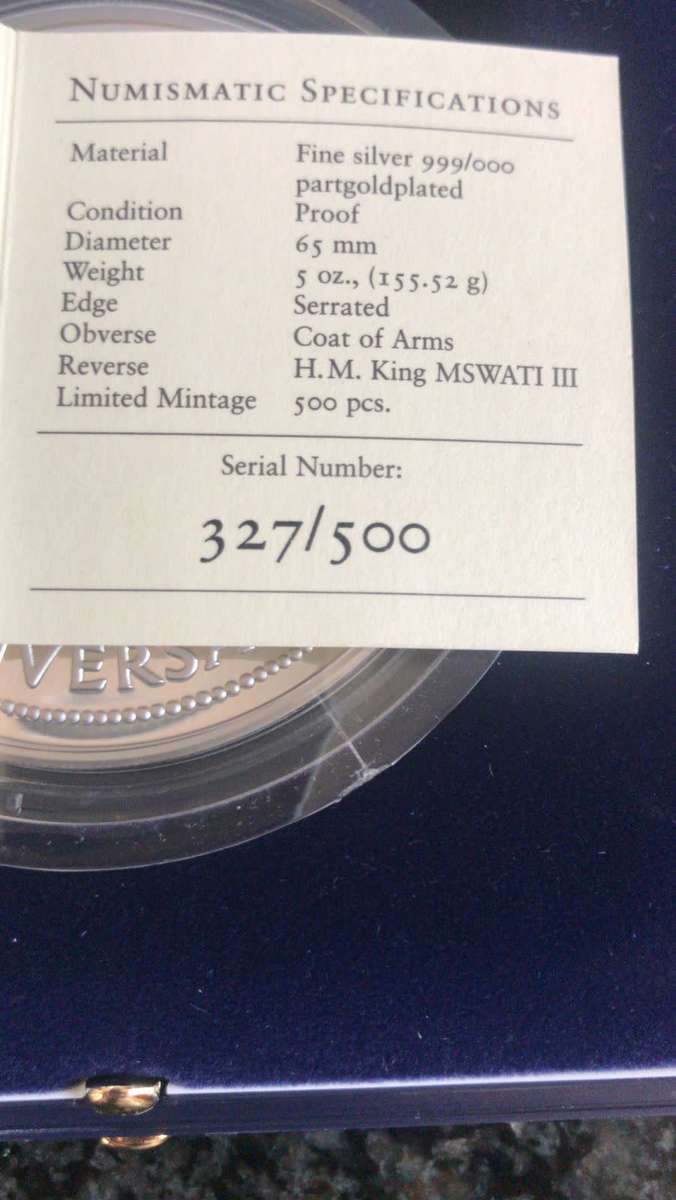 NUMISMATIC SPECIFICATIONS
Material Fine silver 999/000
partgoldplated
Condition Proof
Diameter 65 mm
Weight 5 oz., (155.52 g)
Edge Serrated
Obverse Coat of Arms
Reverse H.M. King MSWATI III
Limited Mintage 500 pcs.
Serial Number:
327/500